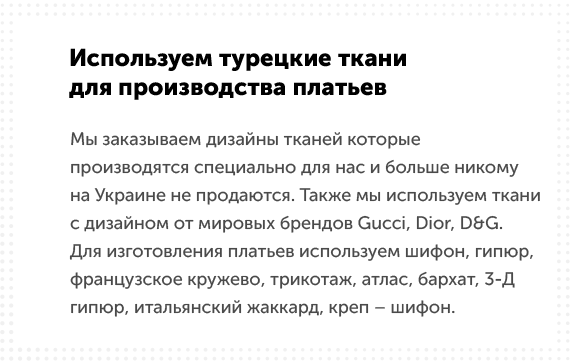 Используем турецкие ткани
для производства платьев
Мы заказываем дизайны тканей которые
производятся специально для нас и больше никому
на Украине не продаются. Также мы используем ткани
с дизайном от мировых брендов Gucci, Dior, D&G.
Для изготовления платьев используем шифон, гипюр,
французское кружево, трикотаж, атлас, бархат, 3-Д
гипюр, итальянский жаккард, креп – шифон.